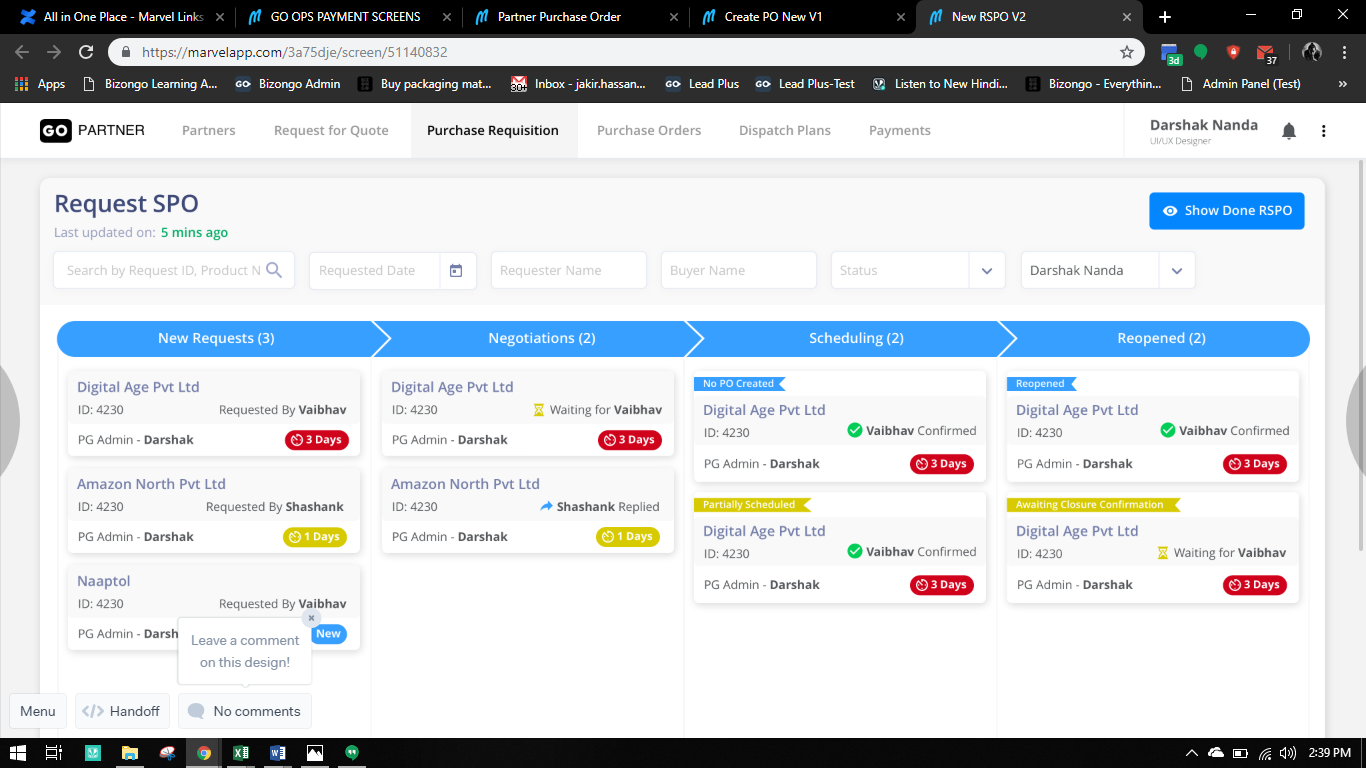 All in One Place - Marvel Links
GO OPS PAYMENT SCREENS
Partner Purchase Order
Create PO New V1
New RSPO V2
https://marvelapp.com/3a75dje/screen/51140832
3d
37
Apps
Bizongo Learning A...
GO Bizongo Admin
Buy packaging mat...
30+ Inbox - jakir.hassan...
GO Lead Plus
GO Lead Plus-Test
Listen to New Hindi...
Bizongo - Everythin...
Admin Panel (Test)
»
GO PARTNER
Partners
Request for Quote
Purchase Requisition
Purchase Orders
Dispatch Plans
Payments
Darshak Nanda
UI/UX Designer
Request SPO
Last updated on: 5 mins ago
Show Done RSPO
Search by Request ID, Product N
Requested Date
Requester Name
Buyer Name
Status
Darshak Nanda
New Requests (3)
Negotiations (2)
Scheduling (2)
Reopened (2)
Digital Age Pvt Ltd
ID: 4230
Requested By Vaibhav
PG Admin - Darshak
3 Days
Amazon North Pvt Ltd
ID: 4230
Requested By Shashank
PG Admin - Darshak
1 Days
Naaptol
ID: 4230
Requested By Vaibhav
PG Admin - Darsh
New
Digital Age Pvt Ltd
ID: 4230
Waiting for Vaibhav
PG Admin - Darshak
3 Days
Amazon North Pvt Ltd
ID: 4230
Shashank Replied
PG Admin - Darshak
1 Days
No PO Created
Digital Age Pvt Ltd
ID: 4230
Vaibhav Confirmed
PG Admin - Darshak
3 Days
Partially Scheduled
Digital Age Pvt Ltd
ID: 4230
Vaibhav Confirmed
PG Admin - Darshak
3 Days
Reopened
Digital Age Pvt Ltd
ID: 4230
Vaibhav Confirmed
PG Admin - Darshak
3 Days
Awaiting Closure Confirmation
Digital Age Pvt Ltd
ID: 4230
Waiting for Vaibhav
PG Admin - Darshak
3 Days
Leave a comment
on this design!
Menu
Handoff
No comments
2:39 PM